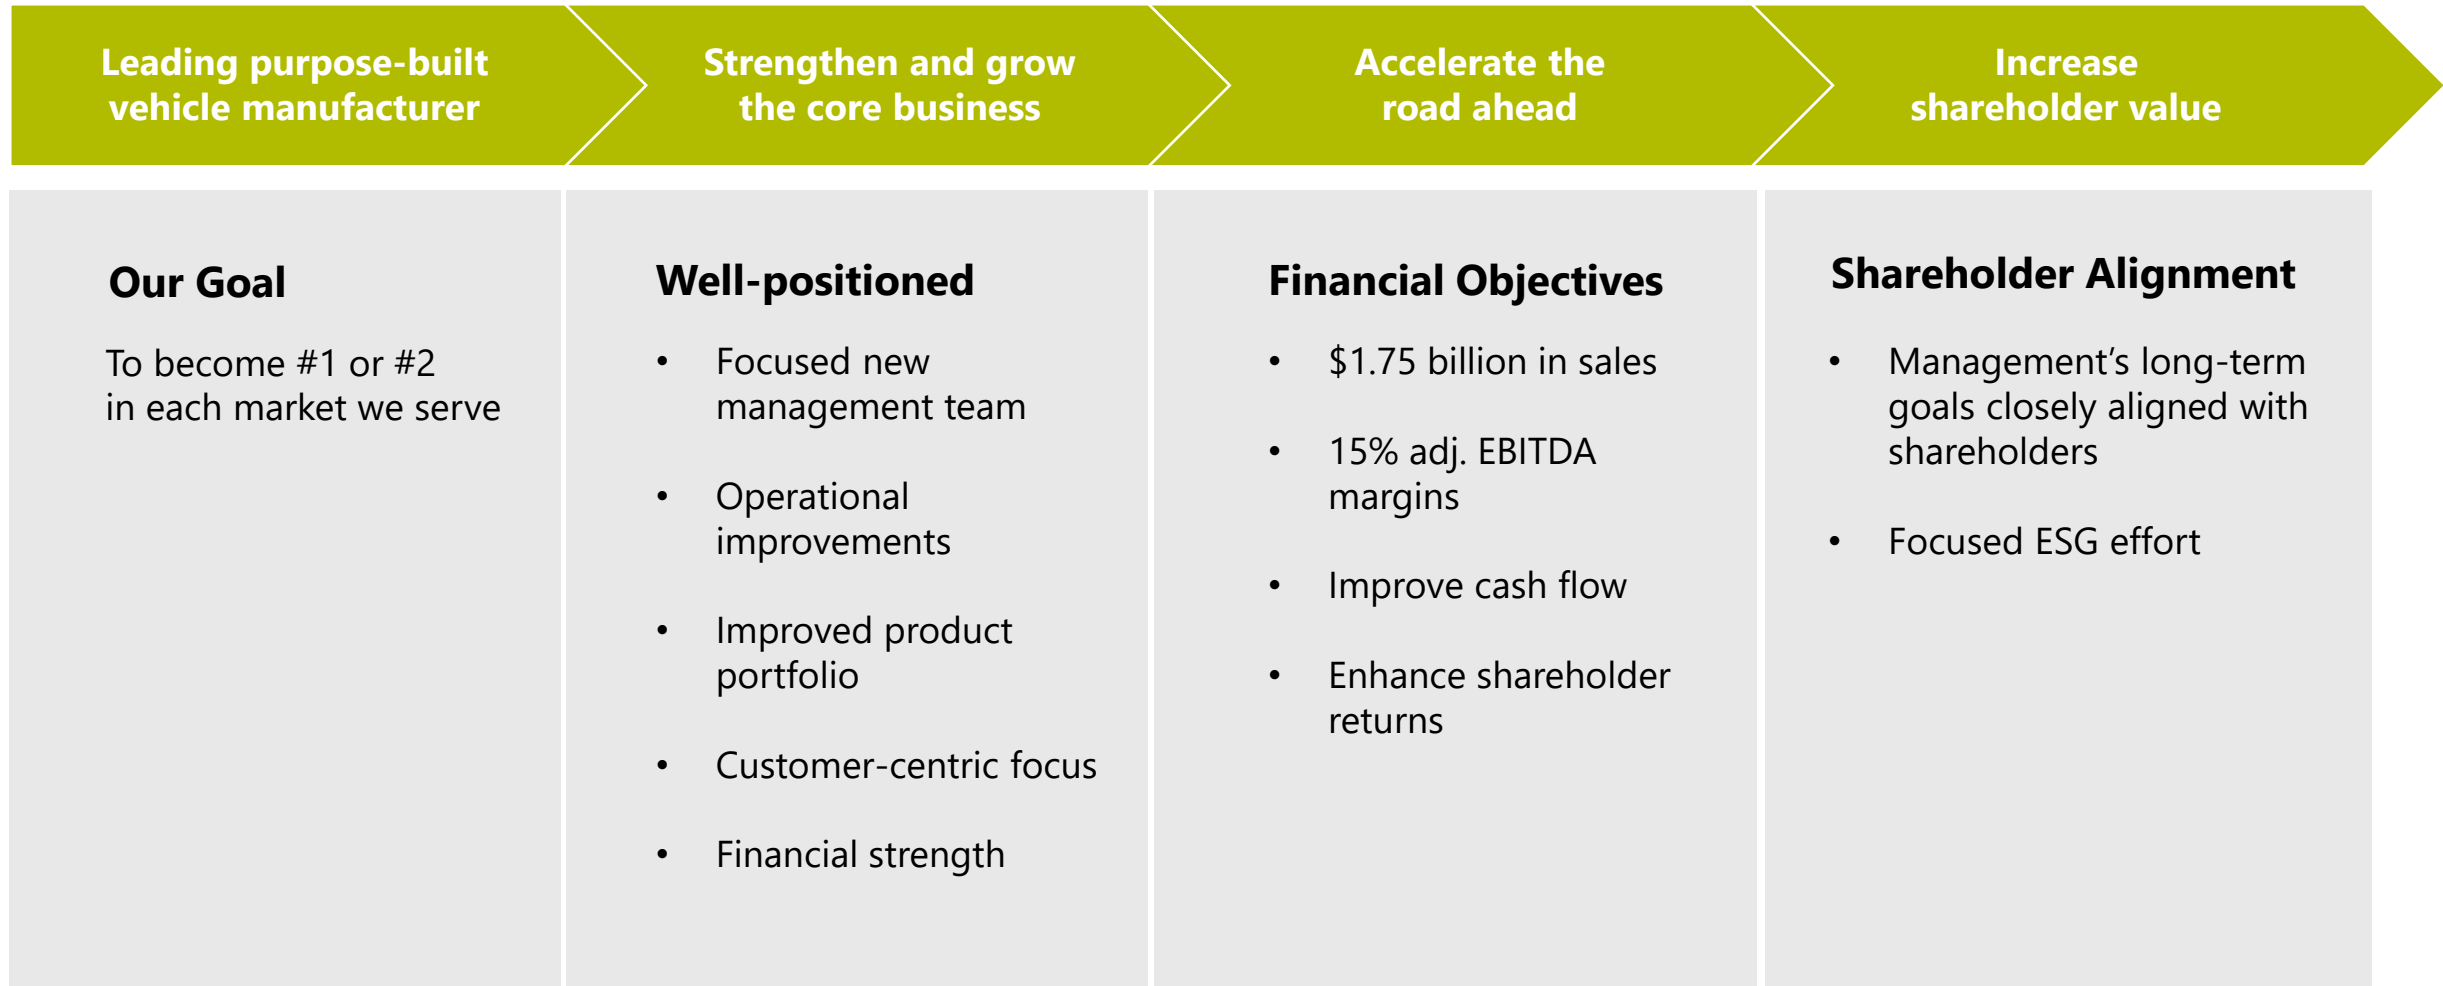 Leading purpose-built
vehicle manufacturer
Strengthen and grow
the core business
Accelerate the
road ahead
Increase
shareholder value
Our Goal
To become #1 or #2
in each market we serve
Well-positioned
• Focused new
management team
• Operational
improvements
• Improved product
portfolio
• Customer-centric focus
• Financial strength
Financial Objectives
• $1.75 billion in sales
• 15% adj. EBITDA
margins
• Improve cash flow
• Enhance shareholder
returns
Shareholder Alignment
• Management’s long-term
goals closely aligned with
shareholders
• Focused ESG effort